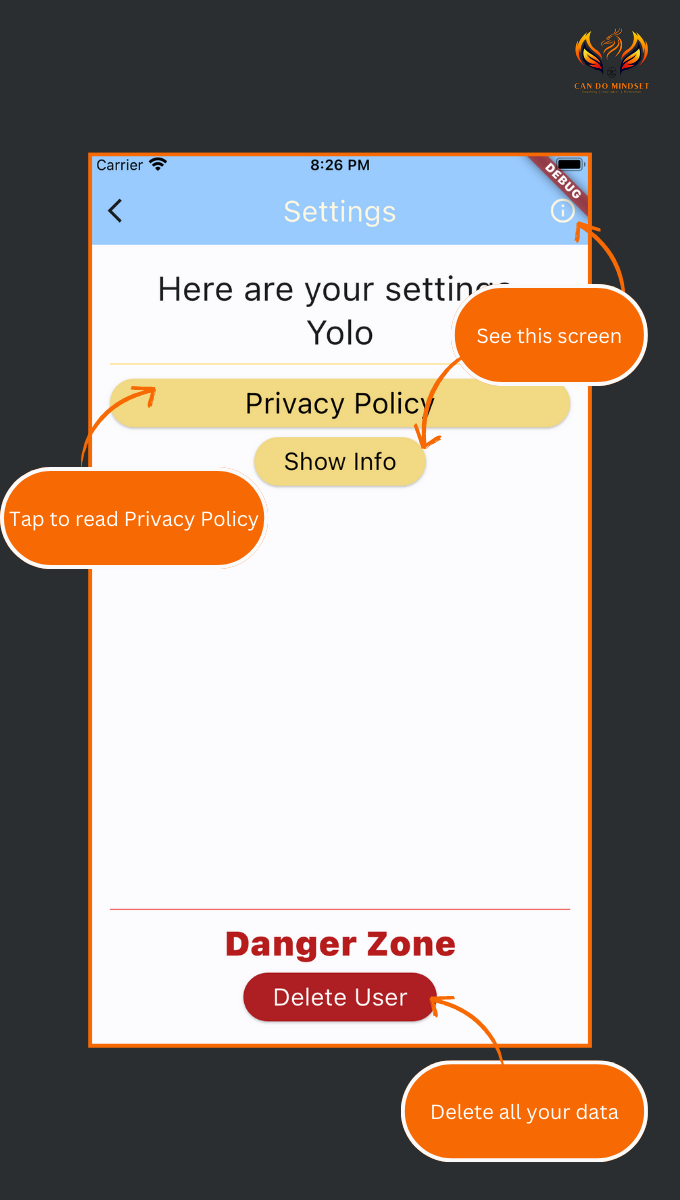 CAN DO MINDSET
Carrier
8:26 PM
DEBUG
Settings
Here are your settings
Yolo
See this screen
Privacy Policy
Show Info
Tap to read Privacy Policy
Danger Zone
Delete User
Delete all your data